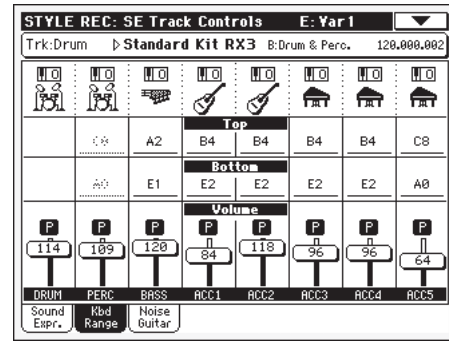 STYLE REC: SE Track Controls E: Var1
Trk:Drum ▷Standard Kit RX3 B:Drum & Perc. 120.000.002
Top
C8 A2 B4 B4 B4 B4 C8
Bottom
A0 E1 E2 E2 E2 E2 A0
Volume
P P P P P P P P
114 109 120 84 118 96 96 64
DRUM PERC BASS ACC1 ACC2 ACC3 ACC4 ACC5
Sound Expr. Kbd Range Noise Guitar